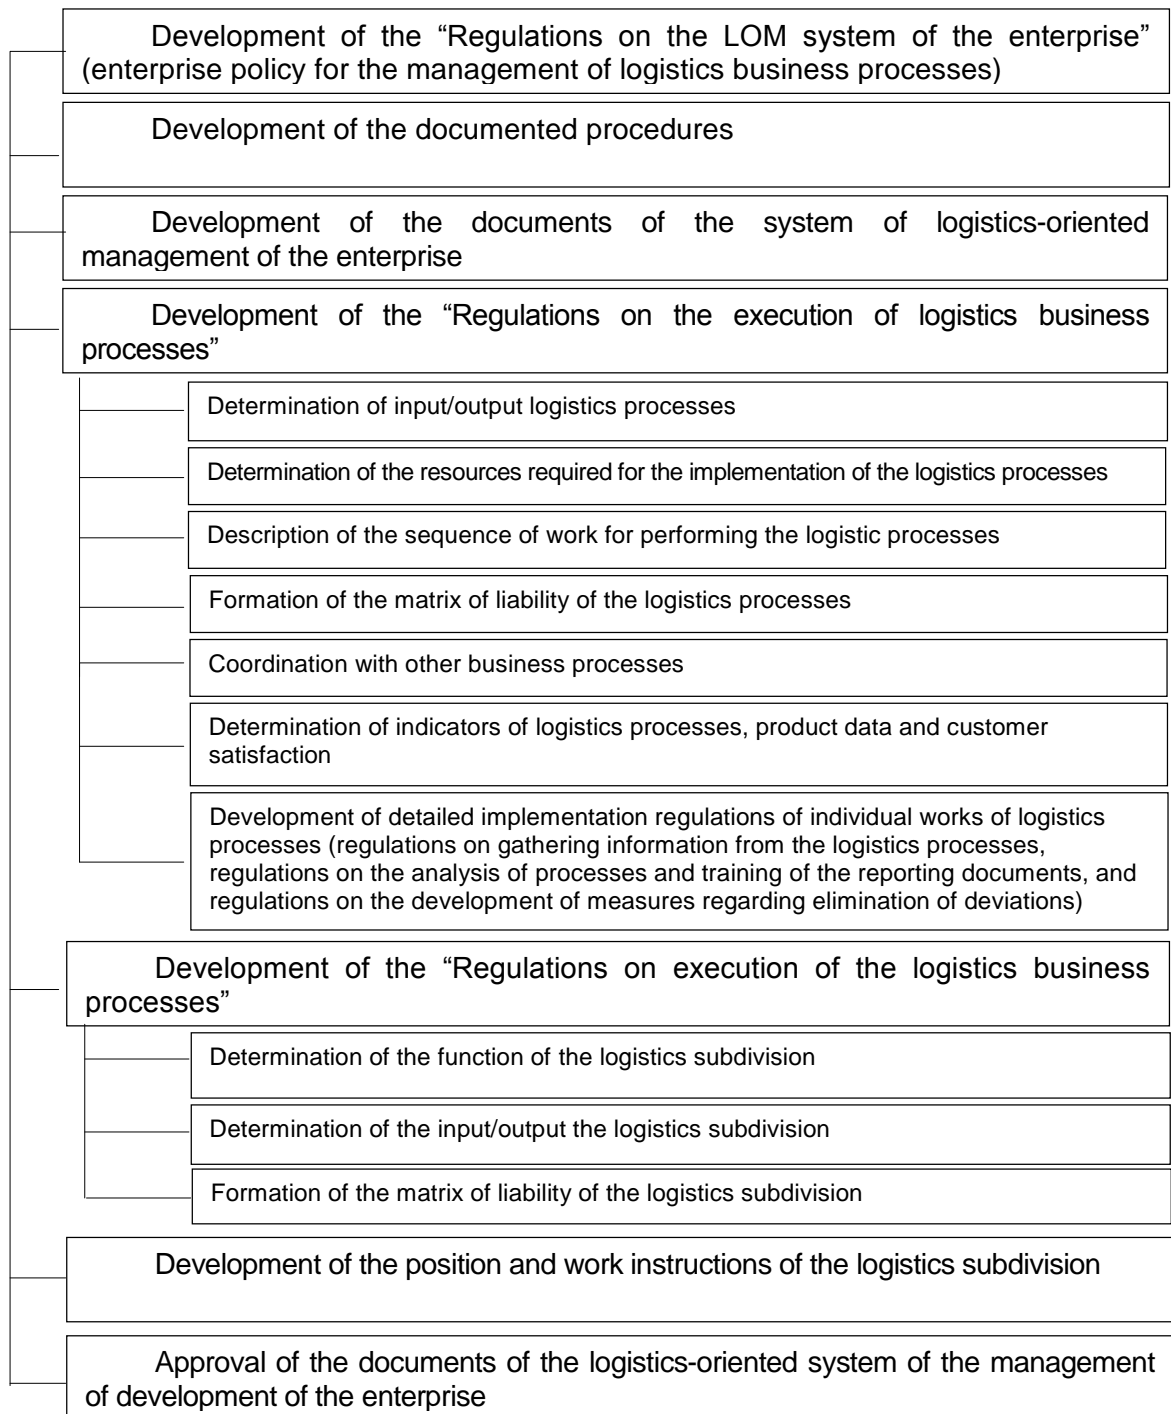 Development of the “Regulations on the LOM system of the enterprise”
(enterprise policy for the management of logistics business processes)
Development of the documented procedures
Development of the documents of the system of logistics-oriented
management of the enterprise
Development of the “Regulations on the execution of logistics business
processes”
Determination of input/output logistics processes
Determination of the resources required for the implementation of the logistics processes
Description of the sequence of work for performing the logistic processes
Formation of the matrix of liability of the logistics processes
Coordination with other business processes
Determination of indicators of logistics processes, product data and customer
satisfaction
Development of detailed implementation regulations of individual works of logistics
processes (regulations on gathering information from the logistics processes,
regulations on the analysis of processes and training of the reporting documents, and
regulations on the development of measures regarding elimination of deviations)
Development of the “Regulations on execution of the logistics business
processes”
Determination of the function of the logistics subdivision
Determination of the input/output the logistics subdivision
Formation of the matrix of liability of the logistics subdivision
Development of the position and work instructions of the logistics subdivision
Approval of the documents of the logistics-oriented system of the management
of development of the enterprise